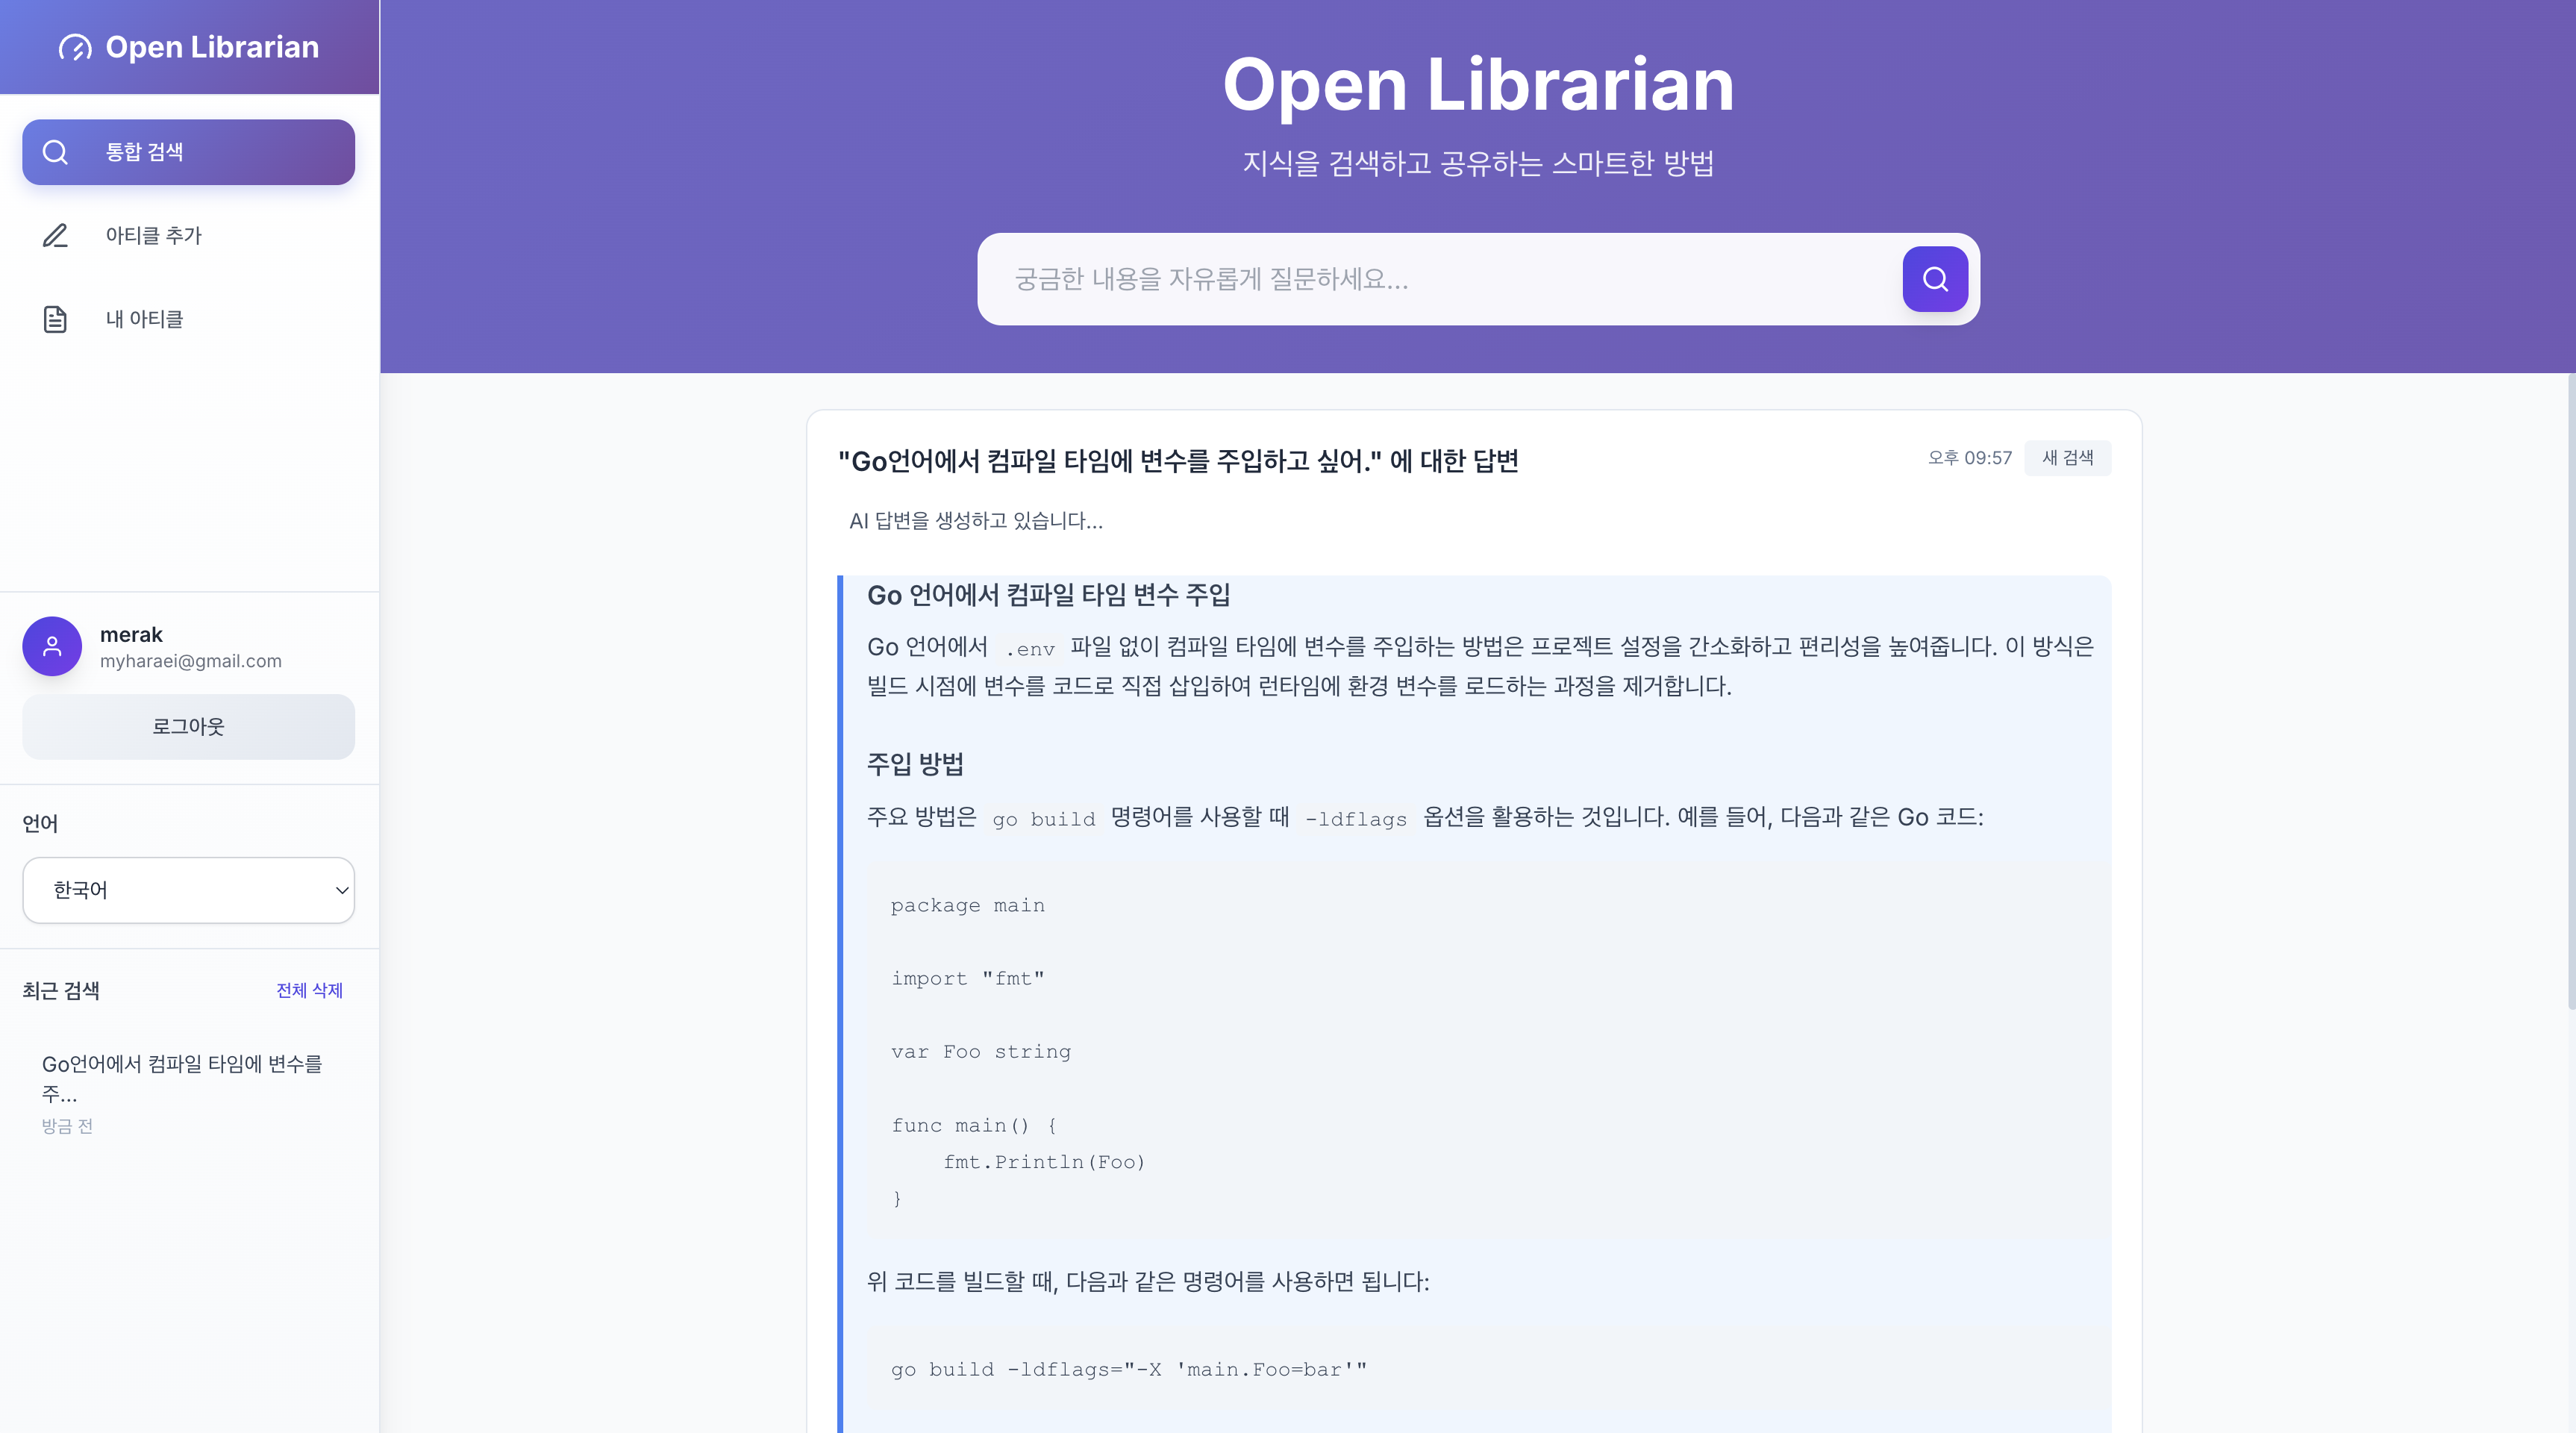 Open Librarian
통합 검색
아티클 추가
내 아티클
merak
myharaei@gmail.com
로그아웃
언어
한국어
최근 검색
전체 삭제
Go언어에서 컴파일 타임에 변수를
주...
방금 전
Open Librarian
지식을 검색하고 공유하는 스마트한 방법
궁금한 내용을 자유롭게 질문하세요...
"Go언어에서 컴파일 타임에 변수를 주입하고 싶어." 에 대한 답변
오후 09:57
새 검색
AI 답변을 생성하고 있습니다...
Go 언어에서 컴파일 타임 변수 주입
Go 언어에서 .env 파일 없이 컴파일 타임에 변수를 주입하는 방법은 프로젝트 설정을 간소화하고 편리성을 높여줍니다. 이 방식은
빌드 시점에 변수를 코드로 직접 삽입하여 런타임에 환경 변수를 로드하는 과정을 제거합니다.
주입 방법
주요 방법은 go build 명령어를 사용할 때 -ldflags 옵션을 활용하는 것입니다. 예를 들어, 다음과 같은 Go 코드:
package main
import "fmt"
var Foo string
func main() {
    fmt.Println(Foo)
}
위 코드를 빌드할 때, 다음과 같은 명령어를 사용하면 됩니다:
go build -ldflags="-X 'main.Foo=bar'"